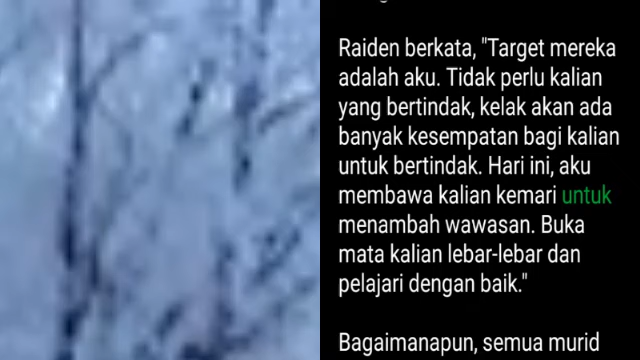 Raiden berkata, "Target mereka
adalah aku. Tidak perlu kalian
yang bertindak, kelak akan ada
banyak kesempatan bagi kalian
untuk bertindak. Hari ini, aku
membawa kalian kemari untuk
menambah wawasan. Buka
mata kalian lebar-lebar dan
pelajari dengan baik."
Bagaimanapun, semua murid